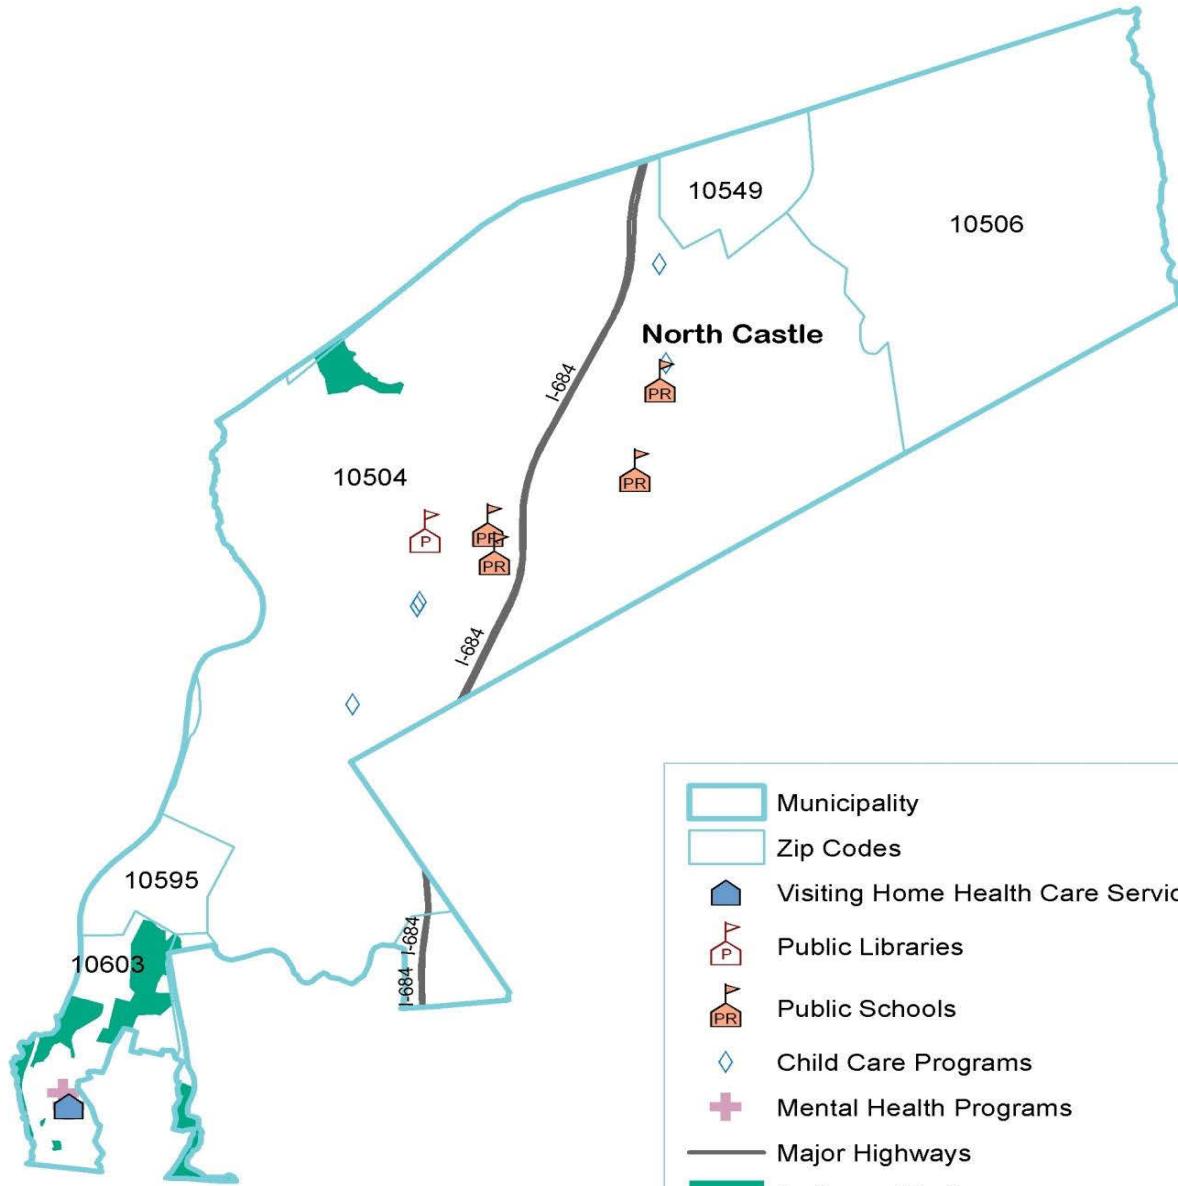 10549
10506
North Castle
I-684
PR
10504
PR
P
PR
PR
I-684
10595
I-684
10603
I-684
Municipality
Zip Codes
Visiting Home Health Care
P Public Libraries
PR Public Schools
Child Care Programs
Mental Health Programs
Major Highways